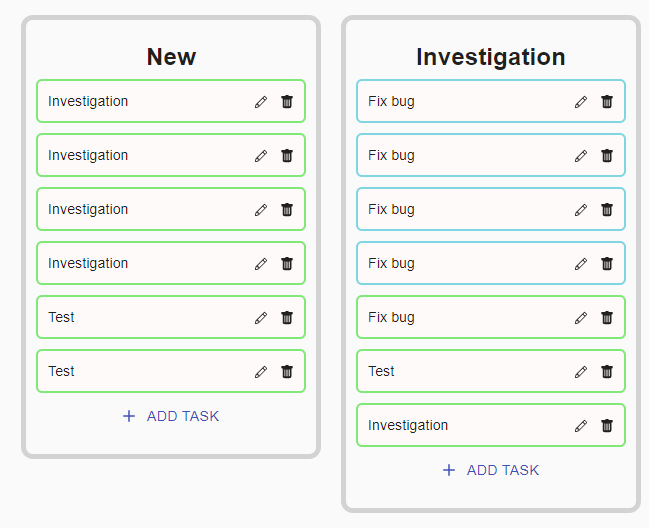 New
Investigation
Investigation
Investigation
Investigation
Test
Test
ADD TASK
Investigation
Fix bug
Fix bug
Fix bug
Fix bug
Fix bug
Test
Investigation
ADD TASK